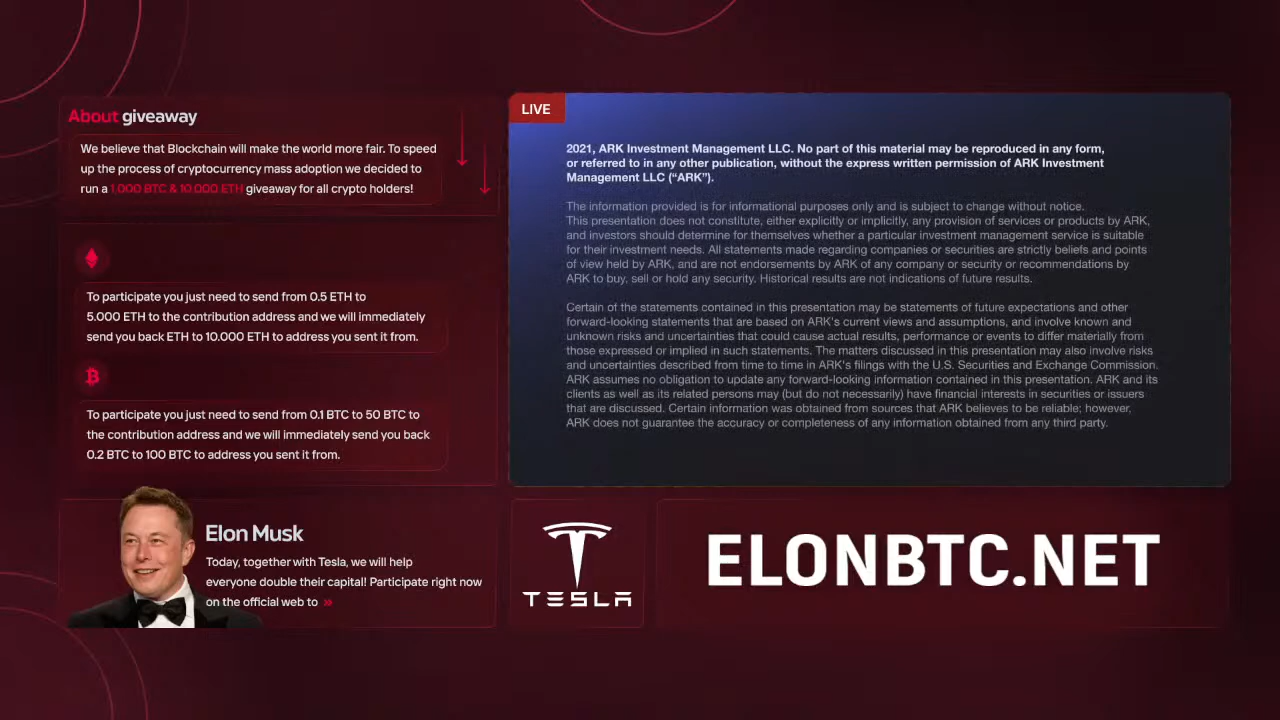 About giveaway
We believe that Blockchain will make the world more fair. To speed
up the process of cryptocurrency mass adoption we decided to
run a 1.000 BTC & 10.000 ETH giveaway for all crypto holders!
To participate you just need to send from 0.5 ETH to
5.000 ETH to the contribution address and we will immediately
send you back ETH to 10.000 ETH to address you sent it from.
To participate you just need to send from 0.1 BTC to 50 BTC to
the contribution address and we will immediately send you back
0.2 BTC to 100 BTC to address you sent it from.
LIVE
2021, ARK Investment Management LLC. No part of this material may be reproduced in any form,
or referred to in any other publication, without the express written permission of ARK Investment
Management LLC (“ARK”).
The information provided is for informational purposes only and is subject to change without notice.
This presentation does not constitute, either explicitly or implicitly, any provision of services or products by ARK,
and investors should determine for themselves whether a particular investment management service is suitable
for their investment needs. All statements made regarding companies or securities are strictly beliefs and points
of view held by ARK, and are not endorsements by ARK of any company or security or recommendations by
ARK to buy, sell or hold any security. Historical results are not indications of future results.
Certain of the statements contained in this presentation may be statements of future expectations and other
forward-looking statements that are based on ARK's current views and assumptions, and involve known and
unknown risks and uncertainties that could cause actual results, performance or events to differ materially from
those expressed or implied in such statements. The matters discussed in this presentation may also involve risks
and uncertainties described from time to time in ARK's filings with the U.S. Securities and Exchange Commission.
ARK assumes no obligation to update any forward-looking information contained in this presentation. ARK and its
clients as well as its related persons may (but do not necessarily) have financial interests in securities or issuers
that are discussed. Certain information was obtained from sources that ARK believes to be reliable; however,
ARK does not guarantee the accuracy or completeness of any information obtained from any third party.
Elon Musk
Today, together with Tesla, we will help
everyone double their capital! Participate right now
on the official web to »
TESLA
ELONBTC.NET